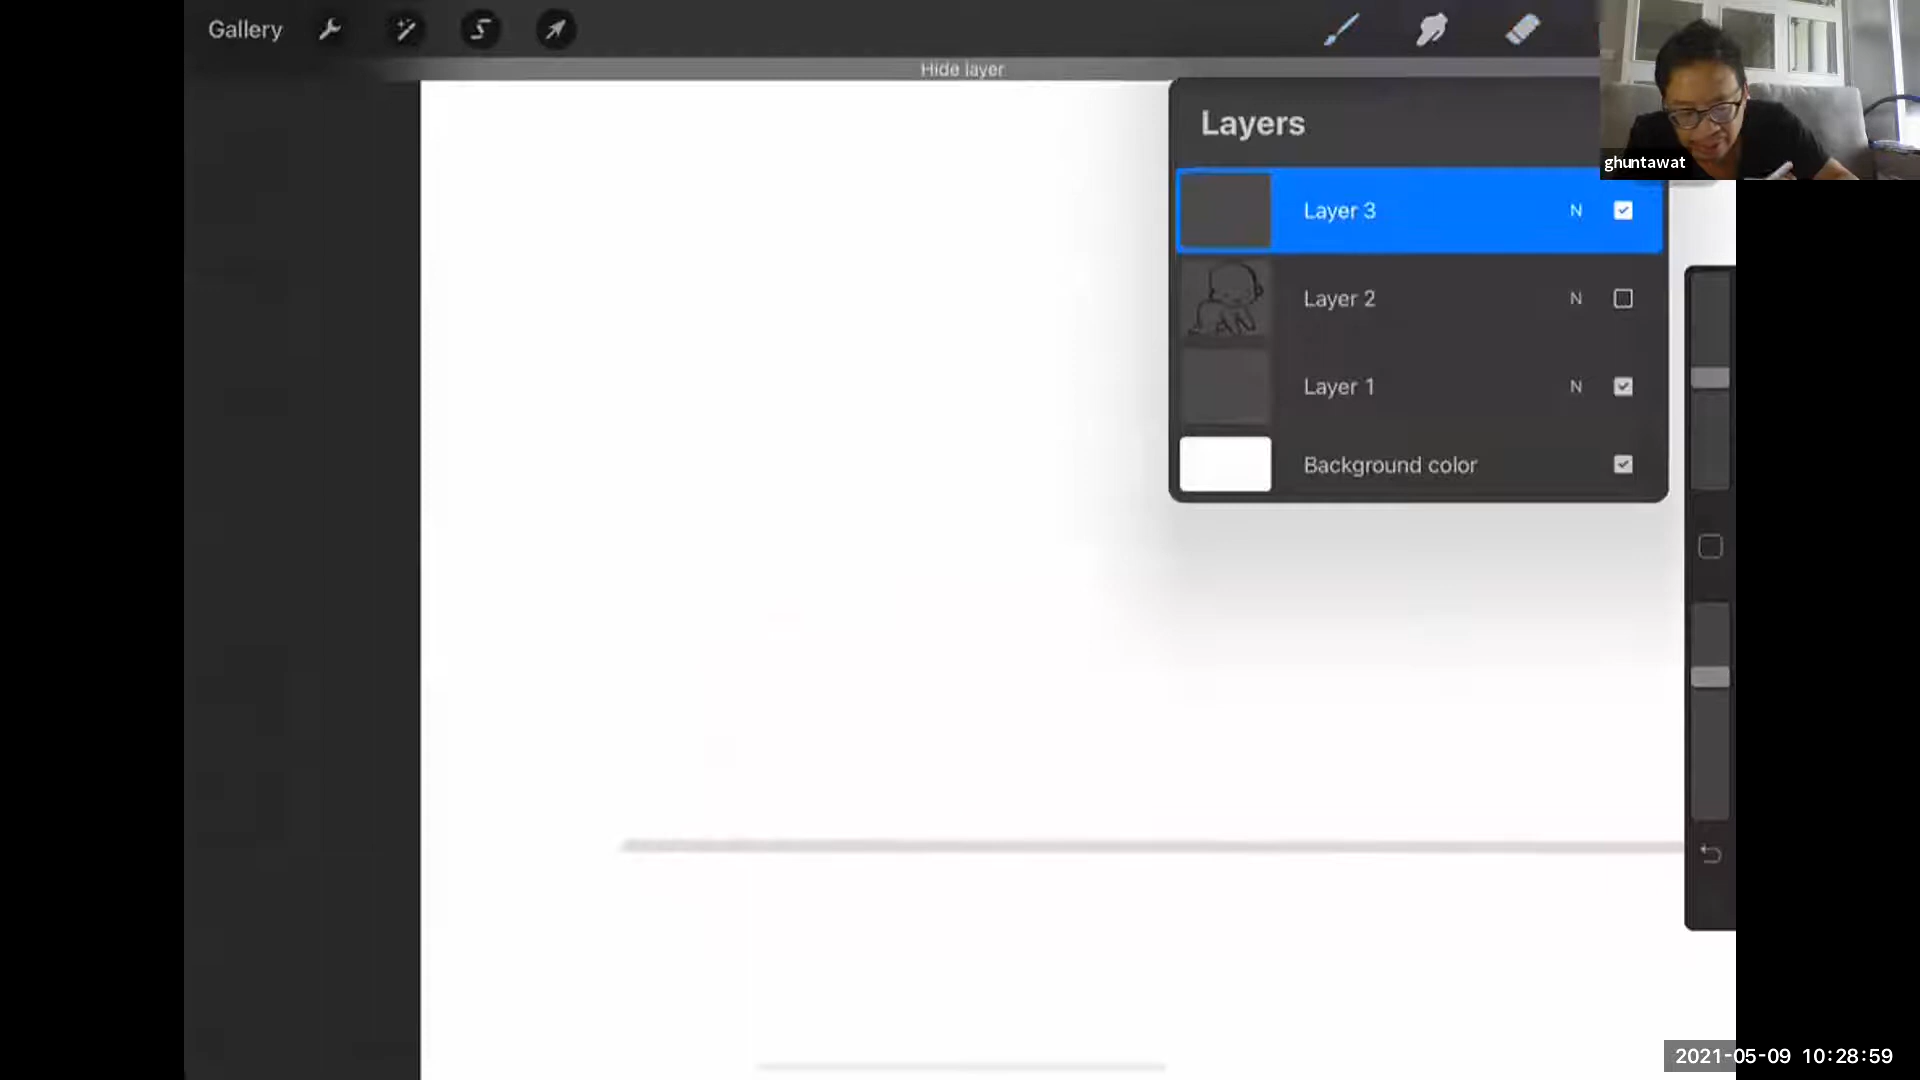 Gallery
Hide layer
Layers
ghuntawat
Layer 3 N
Layer 2 N
Layer 1 N
Background color
2021-05-09 10:28:59